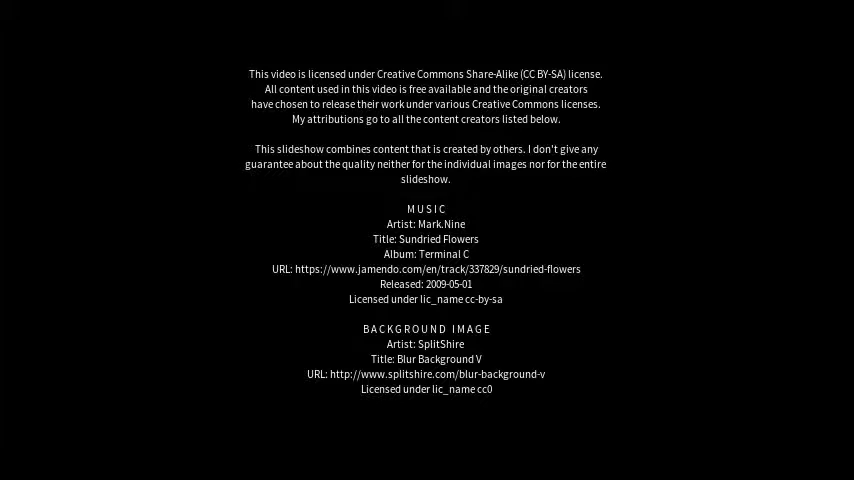 This video is licensed under Creative Commons Share-Alike (CC BY-SA) license.
All content used in this video is free available and the original creators
have chosen to release their work under various Creative Commons licenses.
My attributions go to all the content creators listed below.
This slideshow combines content that is created by others. I don't give any
guarantee about the quality neither for the individual images nor for the entire
slideshow.
MUSIC
Artist: Mark.Nine
Title: Sundried Flowers
Album: Terminal C
URL: https://www.jamendo.com/en/track/337829/sundried-flowers
Released: 2009-05-01
Licensed under lic_name cc-by-sa
BACKGROUND IMAGE
Artist: SplitShire
Title: Blur Background V
URL: http://www.splitshire.com/blur-background-v
Licensed under lic_name cc0